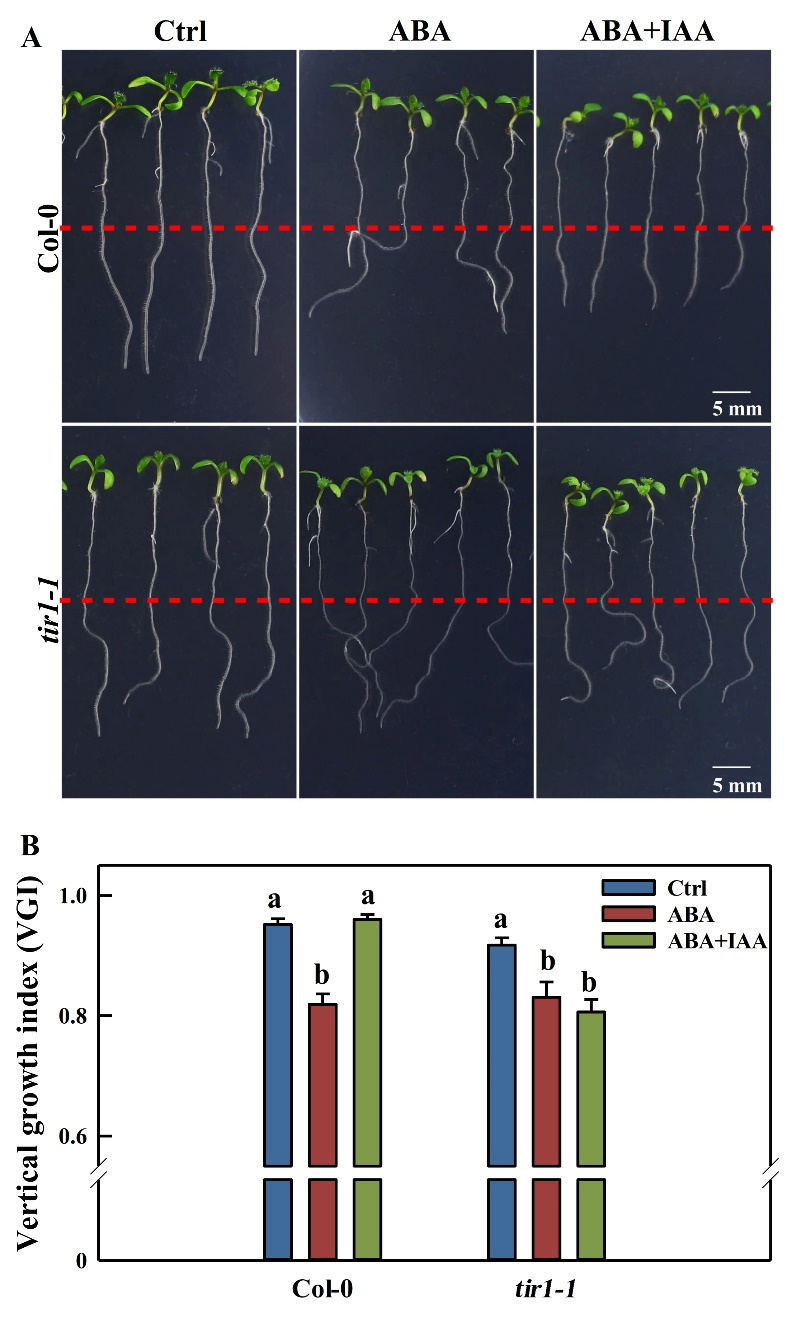 A
Ctrl ABA ABA+IAA
Col-0
5 mm
tir1-1
5 mm
B
Vertical growth index (VGI)
1.0
0.8
0.6
0
a
b
a
a
b
b
Ctrl
ABA
ABA+IAA
Col-0 tir1-1